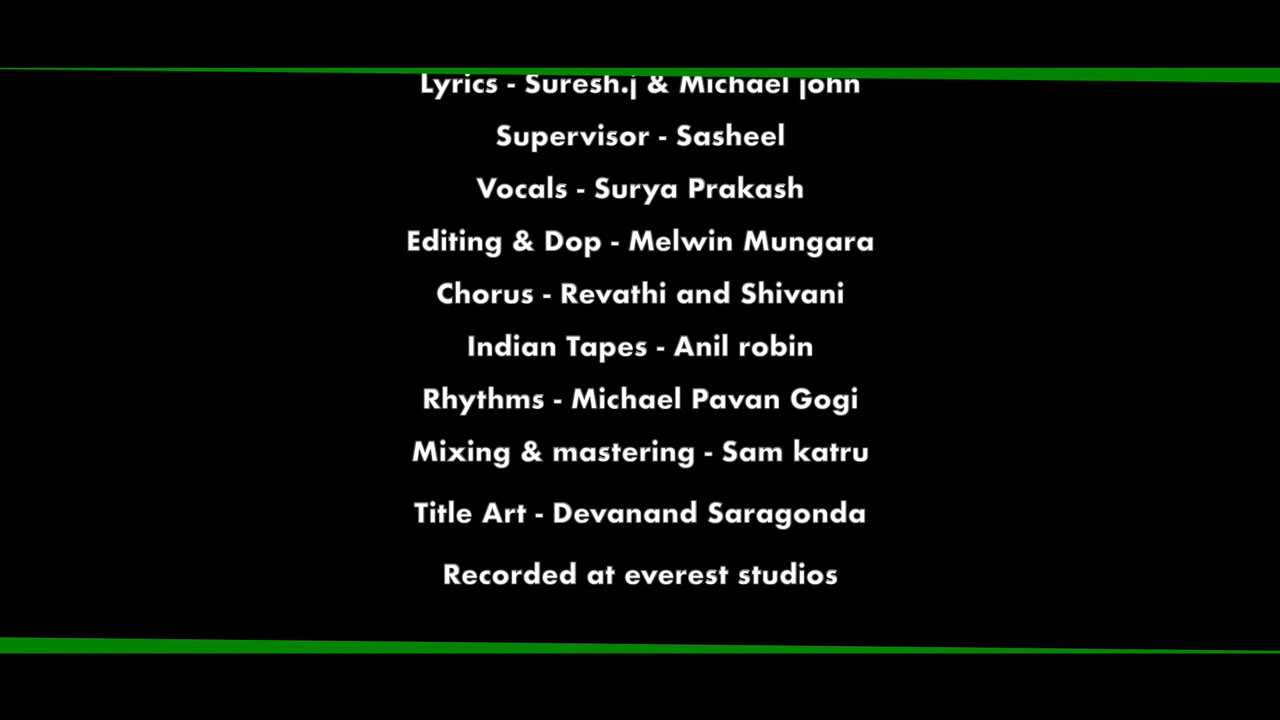 Lyrics - Suresh.j & Michael john
Supervisor - Sasheel
Vocals - Surya Prakash
Editing & Dop - Melwin Mungara
Chorus - Revathi and Shivani
Indian Tapes - Anil robin
Rhythms - Michael Pavan Gogi
Mixing & mastering - Sam katru
Title Art - Devanand Saragonda
Recorded at everest studios